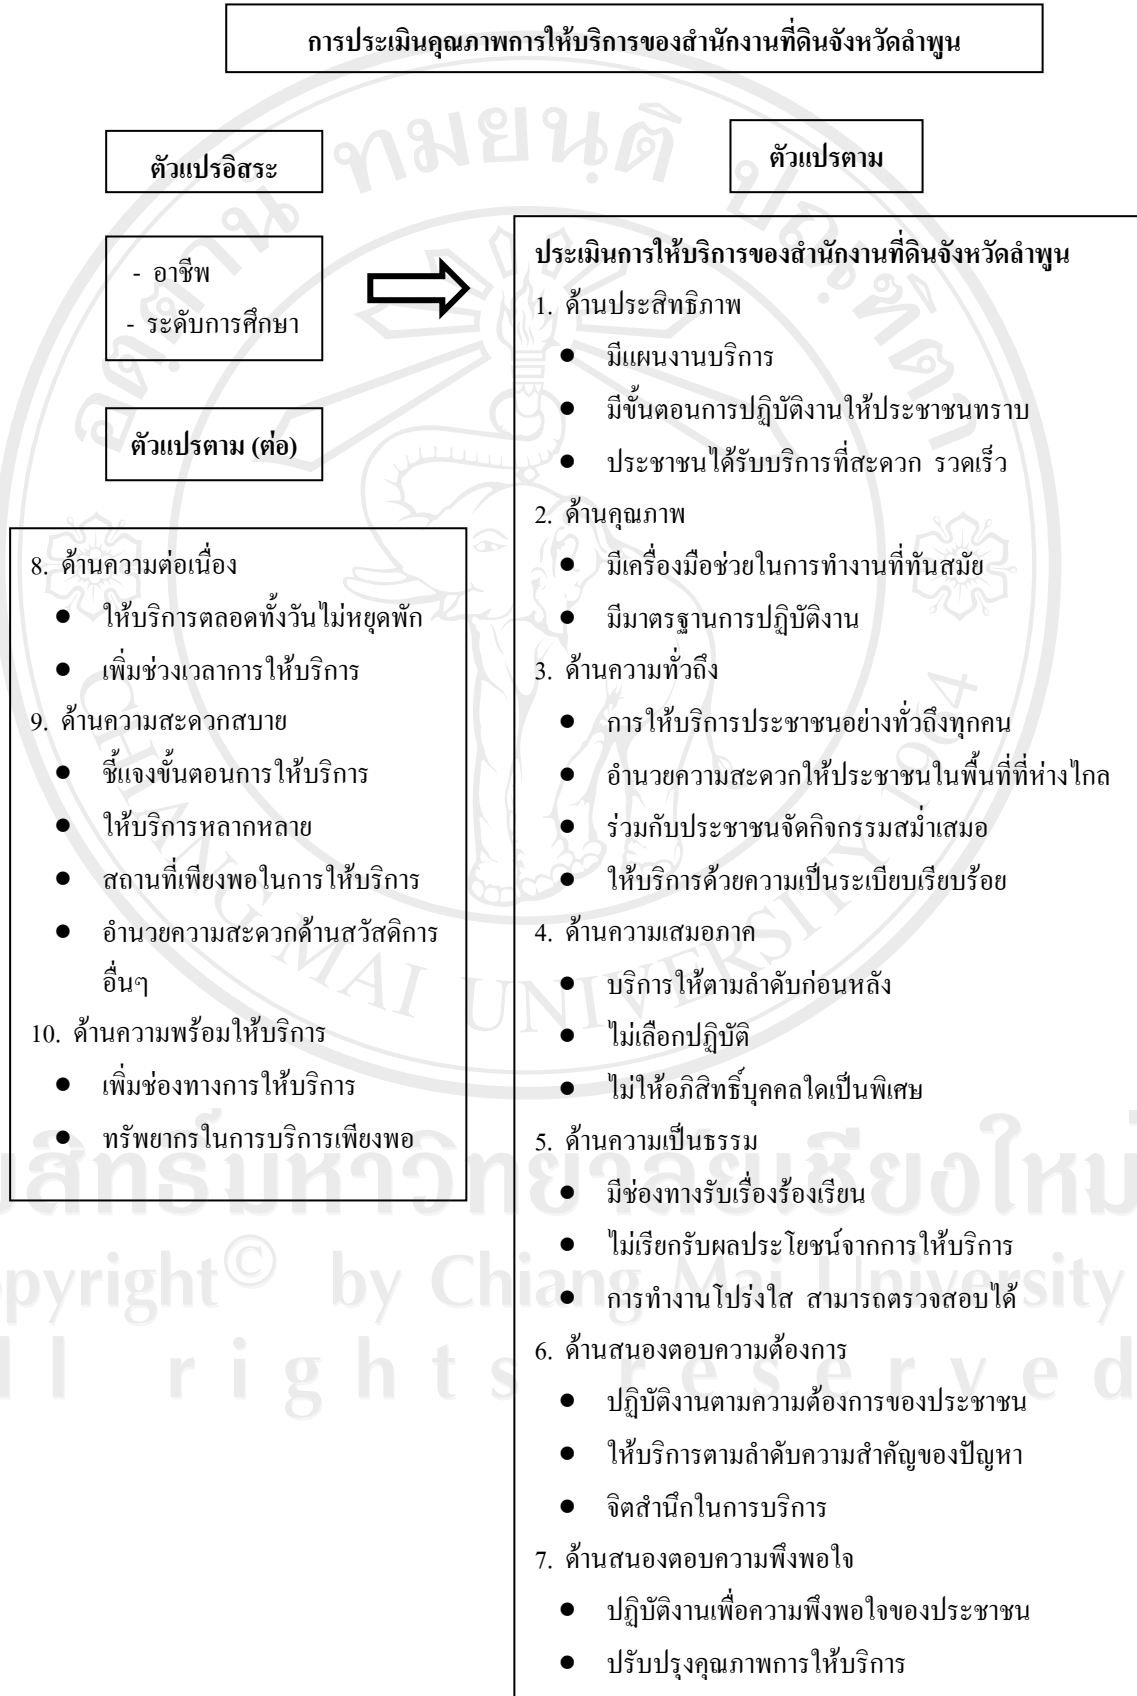 การประเมินคุณภาพการให้บริการของสำนักงานที่ดินจังหวัดลำพูน
ตัวแปรอิสระ
ตัวแปรตาม
- อาชีพ
- ระดับการศึกษา
ประเมินการให้บริการของสำนักงานที่ดินจังหวัดลำพูน
1. ด้านประสิทธิภาพ
● มีแผนงานบริการ
● มีขั้นตอนการปฏิบัติงานให้ประชาชนทราบ
● ประชาชนได้รับบริการที่สะดวก รวดเร็ว
2. ด้านคุณภาพ
● มีเครื่องมือช่วยในการทำงานที่ทันสมัย
● มีมาตรฐานการปฏิบัติงาน
3. ด้านความทั่วถึง
● การให้บริการประชาชนอย่างทั่วถึงทุกคน
● อำนวยความสะดวกให้ประชาชนในพื้นที่ที่ห่างไกล
● ร่วมกับประชาชนจัดกิจกรรมสม่ำเสมอ
● ให้บริการด้วยความเป็นระเบียบเรียบร้อย
4. ด้านความเสมอภาค
● บริการให้ตามลำดับก่อนหลัง
● ไม่เลือกปฏิบัติ
● ไม่ให้อภิสิทธิ์บุคคลใดเป็นพิเศษ
5. ด้านความเป็นธรรม
● มีช่องทางรับเรื่องร้องเรียน
● ไม่เรียกรับผลประโยชน์จากการให้บริการ
● การทำงานโปร่งใส สามารถตรวจสอบได้
6. ด้านสนองตอบความต้องการ
● ปฏิบัติงานตามความต้องการของประชาชน
● ให้บริการตามลำดับความสำคัญของปัญหา
● จิตสำนึกในการบริการ
7. ด้านสนองตอบความพึงพอใจ
● ปฏิบัติงานเพื่อความพึงพอใจของประชาชน
● ปรับปรุงคุณภาพการให้บริการ
ตัวแปรตาม (ต่อ)
8. ด้านความต่อเนื่อง
● ให้บริการตลอดทั้งวันไม่หยุดพัก
● เพิ่มช่วงเวลาการให้บริการ
9. ด้านความสะดวกสบาย
● ชี้แจงขั้นตอนการให้บริการ
● ให้บริการหลากหลาย
● สถานที่เพียงพอในการให้บริการ
● อำนวยความสะดวกด้านสวัสดิการ
อื่นๆ
10. ด้านความพร้อมให้บริการ
● เพิ่มช่องทางการให้บริการ
● ทรัพยากรในการบริการเพียงพอ
CHIANG MAI UNIVERSITY 1964
สิทธิ์มหาวิทยาลัยเชียงใหม่
pyright© by Chiang Mai University
ll rights reserved